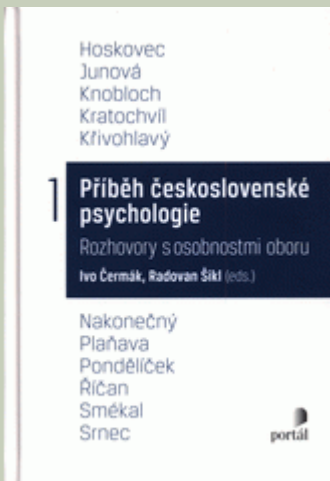 Hoskovec
Junová
Knobloch
Kratochvíl
Křivohlavý
1
Příběh československé
psychologie
Rozhovory s osobnostmi oboru
Ivo Čermák, Radovan Šikl (eds.)
Nakonečný
Plaňava
Pondělíček
Říčan
Smékal
Srnec
portál